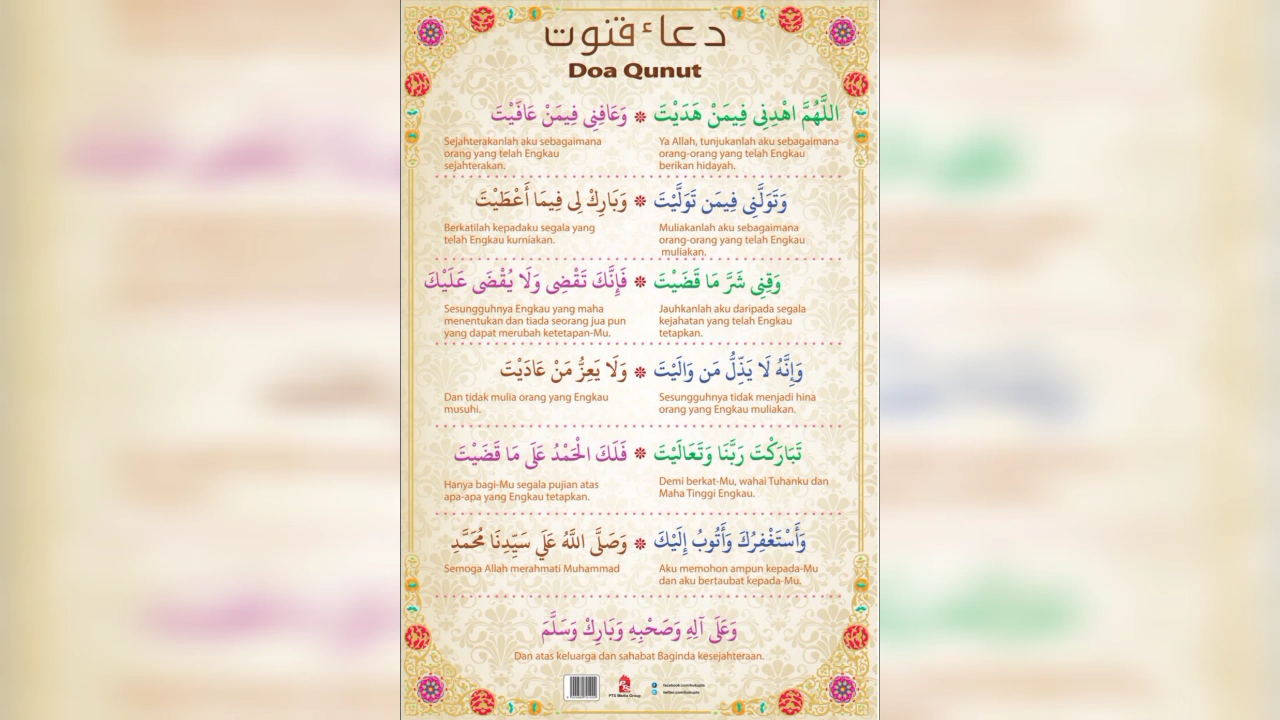 دعاء قنوت
Doa Qunut
اللَّهُمَّ اهْدِنِى فِيمَنْ هَدَيْتَ
Ya Allah, tunjukanlah aku sebagaimana
orang-orang yang telah Engkau
berikan hidayah.
وَعَافِنِى فِيمَنْ عَافَيْتَ
Sejahterakanlah aku sebagaimana
orang yang telah Engkau
sejahterakan.
وَتَوَلَّنِى فِيمَن تَوَلَّيْتَ
Muliakanlah aku sebagaimana
orang-orang yang telah Engkau
muliakan.
وَبَارِكْ لِى فِيمَا أَعْطَيْتَ
Berkatilah kepadaku segala yang
telah Engkau kurniakan.
وَقِنِى شَرَّ مَا قَضَيْتَ
Jauhkanlah aku daripada segala
kejahatan yang telah Engkau
tetapkan.
فَإِنَّكَ تَقْضِى وَلَا يُقْضَى عَلَيْكَ
Sesungguhnya Engkau yang maha
menentukan dan tiada seorang jua pun
yang dapat merubah ketetapan-Mu.
وَإِنَّهُ لَا يَذِّلُّ مَن وَالَيْتَ
Sesungguhnya tidak menjadi hina
orang yang Engkau muliakan.
وَلَا يَعِزُّ مَنْ عَادَيْتَ
Dan tidak mulia orang yang Engkau
musuhi.
تَبَارَكْتَ رَبَّنَا وَتَعَالَيْتَ
Demi berkat-Mu, wahai Tuhanku dan
Maha Tinggi Engkau.
فَلَكَ الْحَمْدُ عَلَى مَا قَضَيْتَ
Hanya bagi-Mu segala pujian atas
apa-apa yang Engkau tetapkan.
وَأَسْتَغْفِرُكَ وَأَتُوبُ إِلَيْكَ
Aku memohon ampun kepada-Mu
dan aku bertaubat kepada-Mu.
وَصَلَّى اللَّهُ عَلَي سَيِّدِنَا مُحَمَّدٍ
Semoga Allah merahmati Muhammad
وَعَلَى آلِهِ وَصَحْبِهِ وَبَارِكْ وَسَلَّمَ
Dan atas keluarga dan sahabat Baginda kesejahteraan.
PTS Media Group